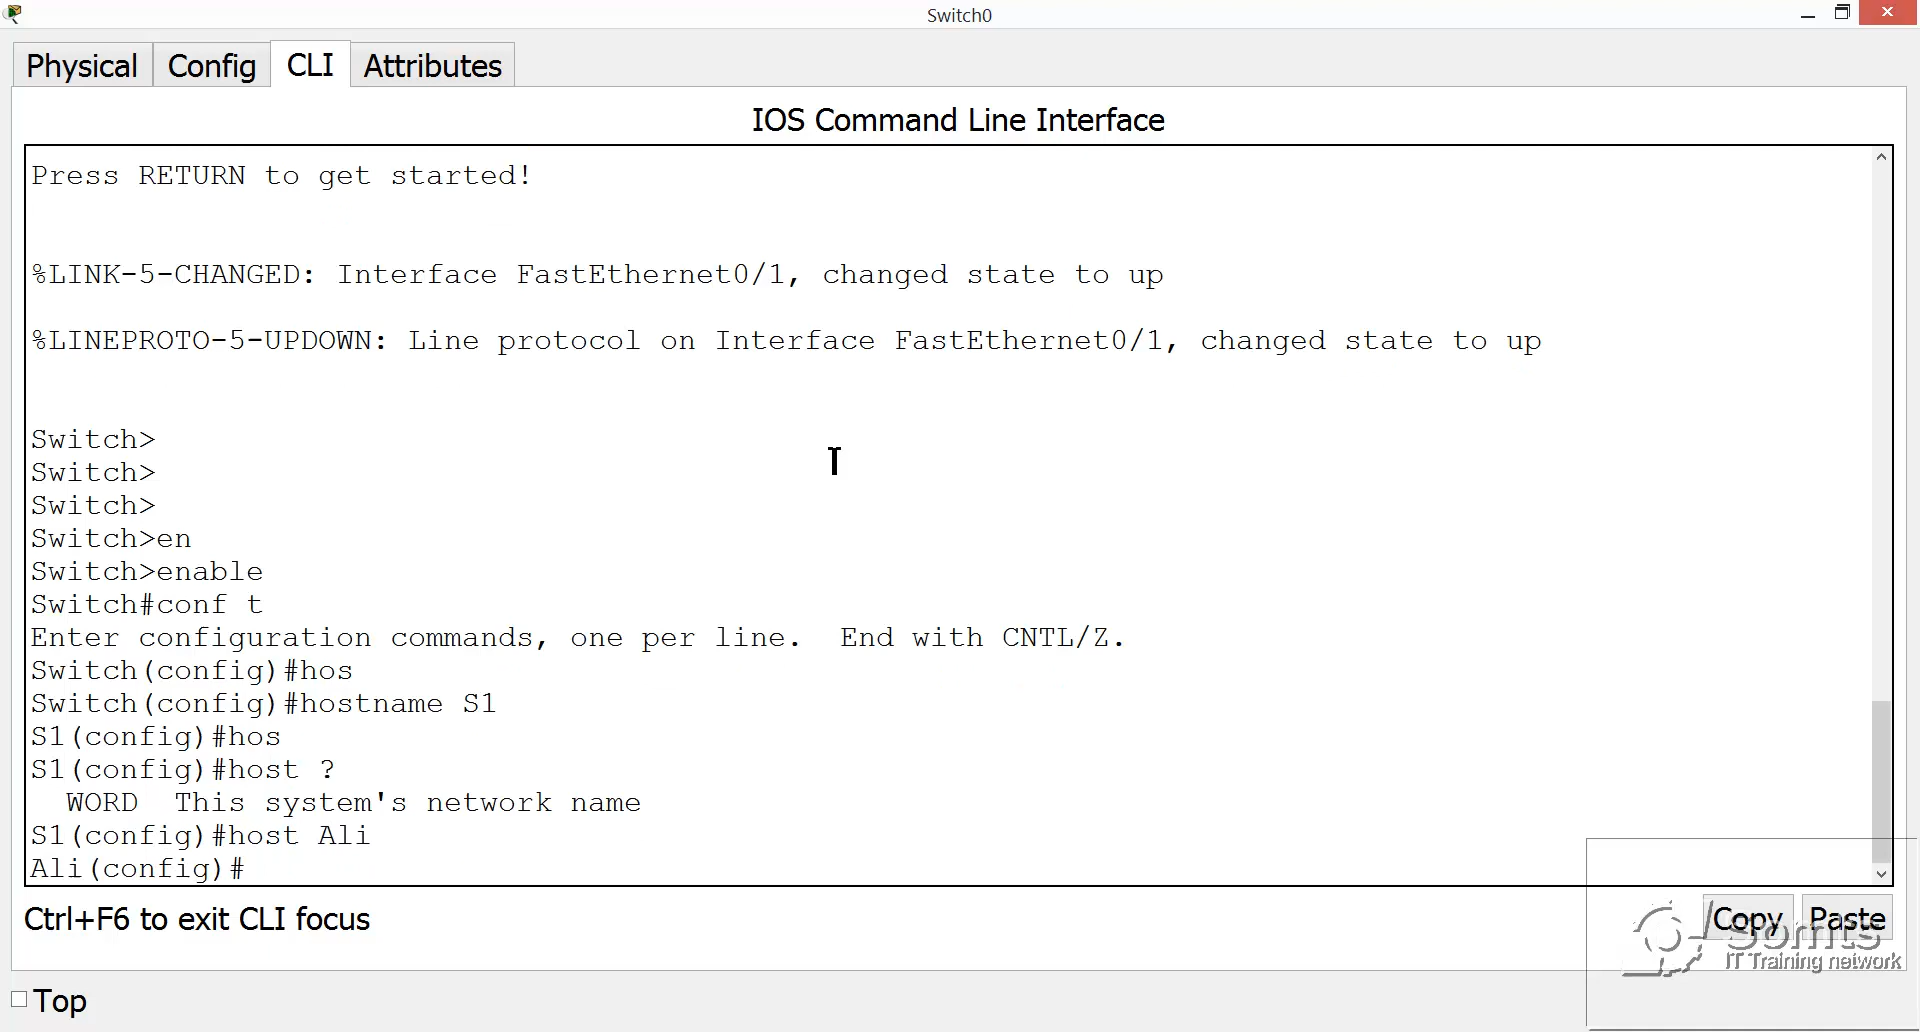 Switch0
Physical Config CLI Attributes
IOS Command Line Interface
Press RETURN to get started!
%LINK-5-CHANGED: Interface FastEthernet0/1, changed state to up
%LINEPROTO-5-UPDOWN: Line protocol on Interface FastEthernet0/1, changed state to up
Switch>
Switch>
Switch>
Switch>en
Switch>enable
Switch#conf t
Enter configuration commands, one per line.  End with CNTL/Z.
Switch(config)#hos
Switch(config)#hostname S1
S1(config)#hos
S1(config)#host ?
  WORD  This system's network name
S1(config)#host Ali
Ali(config)#
Ctrl+F6 to exit CLI focus
Copy Paste
IT Training network
Top